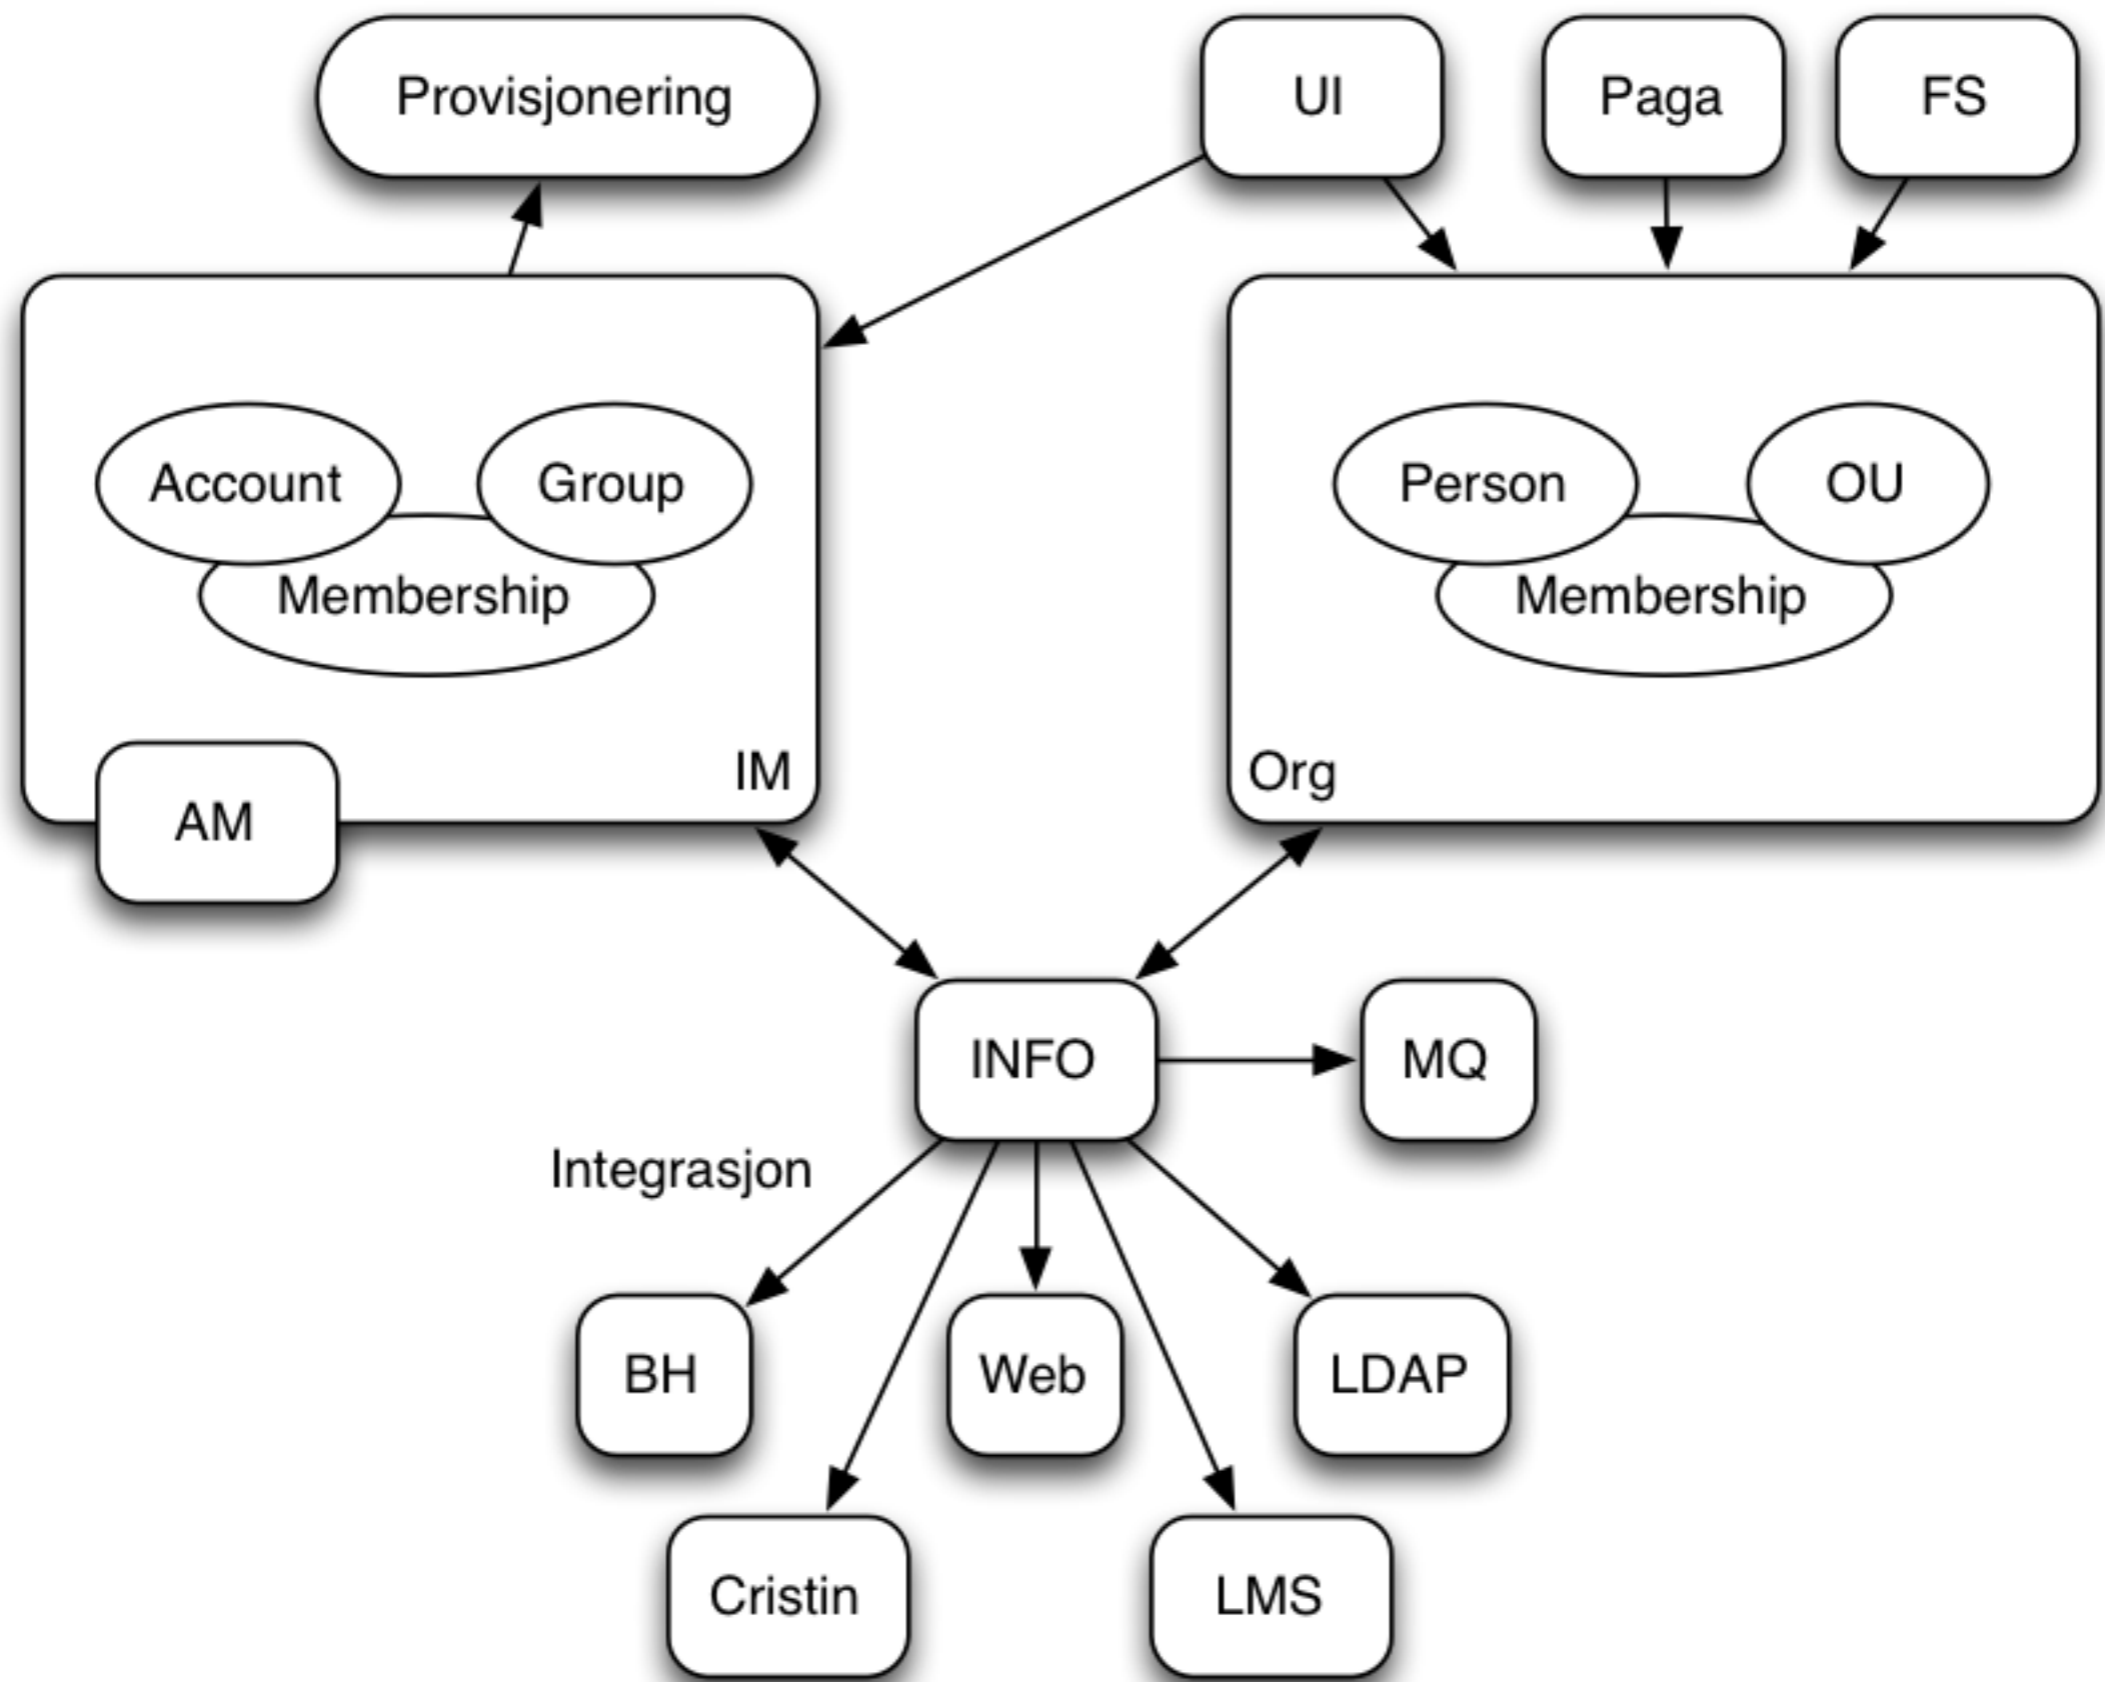 Provisjonering
UI
Paga
FS
Account
Group
Membership
IM
AM
Person
OU
Membership
Org
INFO
MQ
Integrasjon
BH
Web
LDAP
Cristin
LMS